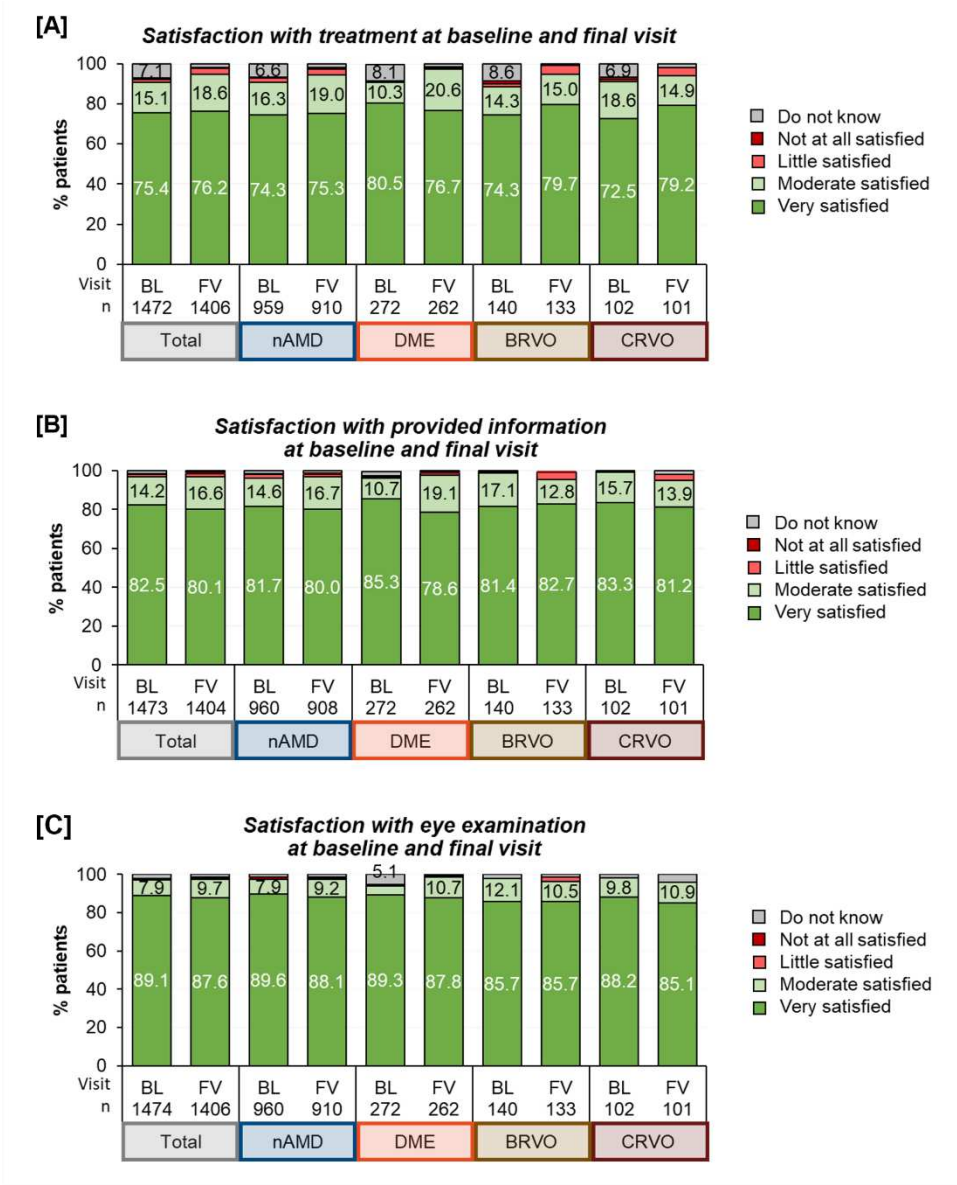 [A]
Satisfaction with treatment at baseline and final visit
100
80
60
40
20
0
% patients
7.1 6.6 8.1 8.6 6.9
15.1 18.6 16.3 19.0 10.3 20.6 14.3 15.0 18.6 14.9
75.4 76.2 74.3 75.3 80.5 76.7 74.3 79.7 72.5 79.2
Do not know
Not at all satisfied
Little satisfied
Moderate satisfied
Very satisfied
Visit BL FV BL FV BL FV BL FV BL FV
n 1472 1406 959 910 272 262 140 133 102 101
Total nAMD DME BRVO CRVO
[B]
Satisfaction with provided information
at baseline and final visit
100
80
60
40
20
0
% patients
14.2 16.6 14.6 16.7 10.7 19.1 17.1 12.8 15.7 13.9
82.5 80.1 81.7 80.0 85.3 78.6 81.4 82.7 83.3 81.2
Do not know
Not at all satisfied
Little satisfied
Moderate satisfied
Very satisfied
Visit BL FV BL FV BL FV BL FV BL FV
n 1473 1404 960 908 272 262 140 133 102 101
Total nAMD DME BRVO CRVO
[C]
Satisfaction with eye examination
at baseline and final visit
100
80
60
40
20
0
% patients
5.1
7.9 9.7 7.9 9.2 10.7 12.1 10.5 9.8 10.9
89.1 87.6 89.6 88.1 89.3 87.8 85.7 85.7 88.2 85.1
Do not know
Not at all satisfied
Little satisfied
Moderate satisfied
Very satisfied
Visit BL FV BL FV BL FV BL FV BL FV
n 1474 1406 960 910 272 262 140 133 102 101
Total nAMD DME BRVO CRVO